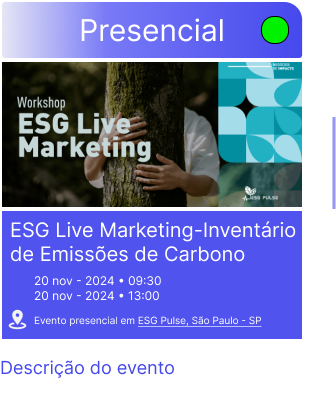 Presencial
NEGÓCIOS
DE IMPACTO
Workshop
ESG Live
Marketing
ESG PULSE
ESG Live Marketing-Inventário
de Emissões de Carbono
20 nov - 2024 • 09:30
20 nov - 2024 • 13:00
Evento presencial em ESG Pulse, São Paulo - SP
Descrição do evento